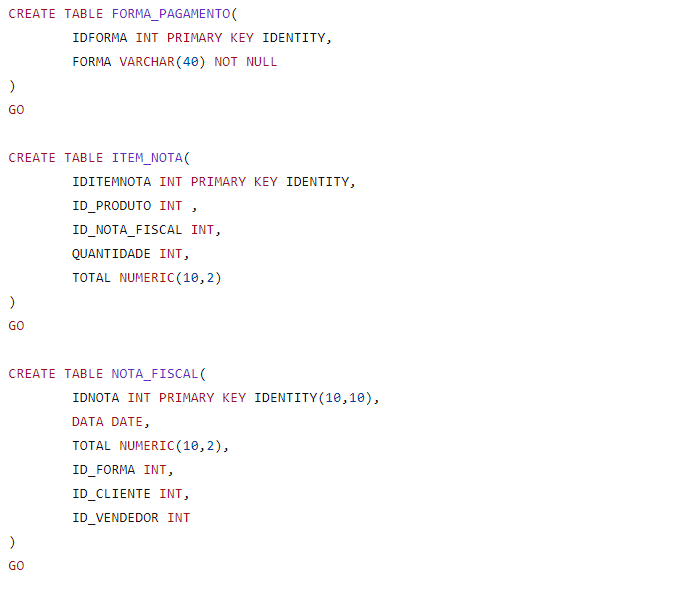 CREATE TABLE FORMA_PAGAMENTO(
IDFORMA INT PRIMARY KEY IDENTITY,
FORMA VARCHAR(40) NOT NULL
)
GO
CREATE TABLE ITEM_NOTA(
IDITEMNOTA INT PRIMARY KEY IDENTITY,
ID_PRODUTO INT ,
ID_NOTA_FISCAL INT,
QUANTIDADE INT,
TOTAL NUMERIC(10,2)
)
GO
CREATE TABLE NOTA_FISCAL(
IDNOTA INT PRIMARY KEY IDENTITY(10,10),
DATA DATE,
TOTAL NUMERIC(10,2),
ID_FORMA INT,
ID_CLIENTE INT,
ID_VENDEDOR INT
)
GO